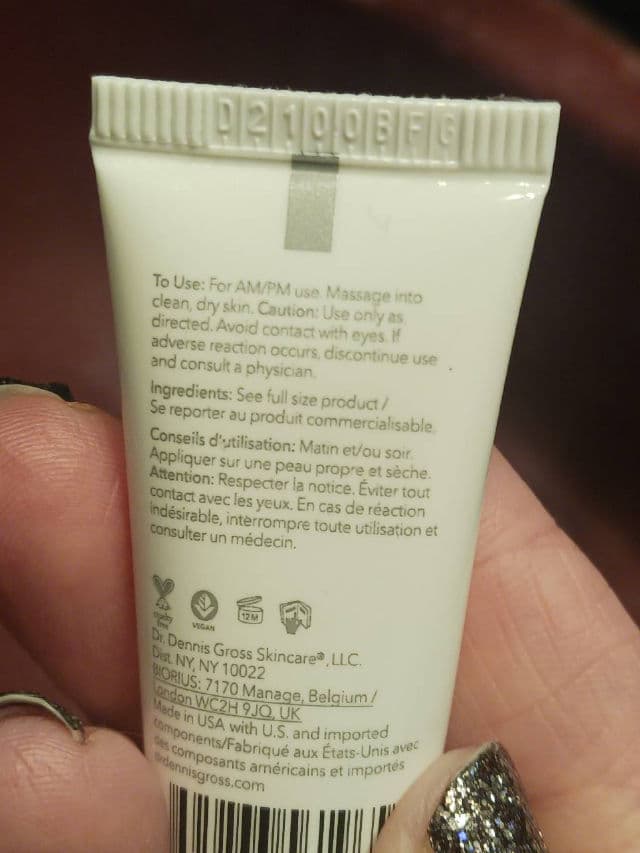 D2100BFG
To Use: For AM/PM use. Massage into
clean, dry skin. Caution: Use only as
directed. Avoid contact with eyes. If
adverse reaction occurs, discontinue use
and consult a physician.
Ingredients: See full size product /
Se reporter au produit commercialisable.
Conseils d'utilisation: Matin et/ou soir.
Appliquer sur une peau propre et sèche.
Attention: Respecter la notice. Éviter tout
contact avec les yeux. En cas de réaction
indésirable, interrompre toute utilisation et
consulter un médecin.
cruelty
free
VEGAN
12M
Dr. Dennis Gross Skincare®, LLC.
Dist. NY, NY 10022
BIORIUS: 7170 Manage, Belgium /
London WC2H 9JQ, UK
Made in USA with U.S. and imported
components/Fabriqué aux États-Unis avec
des composants américains et importés
drdennisgross.com